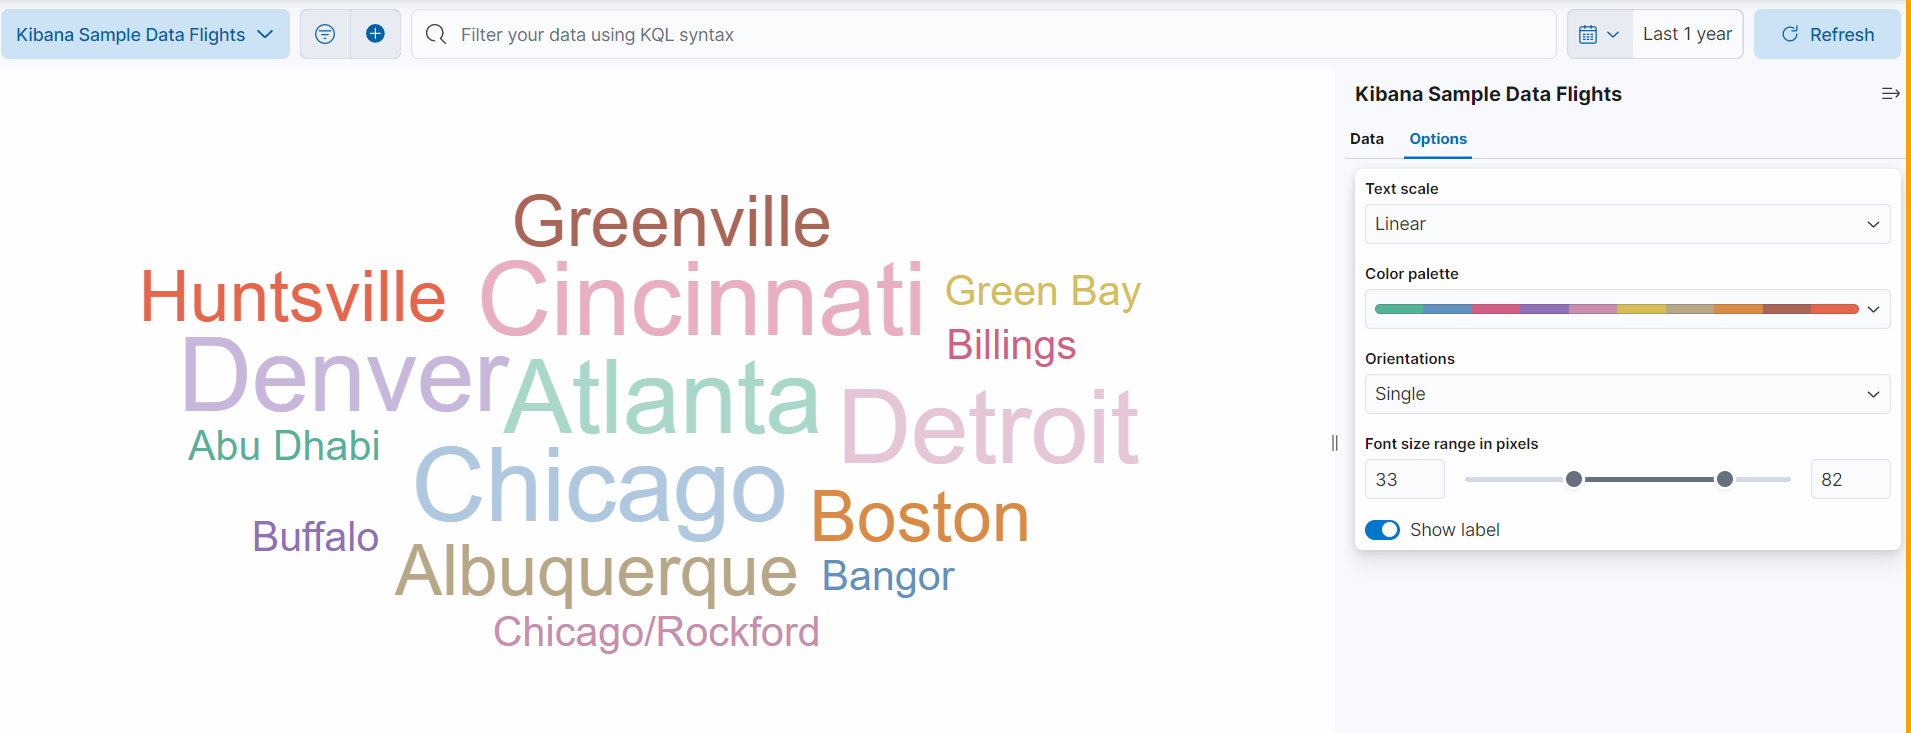 Kibana Sample Data Flights
Filter your data using KQL syntax
Last 1 year
Refresh
Greenville
Huntsville
Cincinnati
Green Bay
Billings
Denver
Atlanta
Detroit
Abu Dhabi
Chicago
Boston
Buffalo
Albuquerque
Bangor
Chicago/Rockford
Kibana Sample Data Flights
Data Options
Text scale
Linear
Color palette
Orientations
Single
Font size range in pixels
33 82
Show label